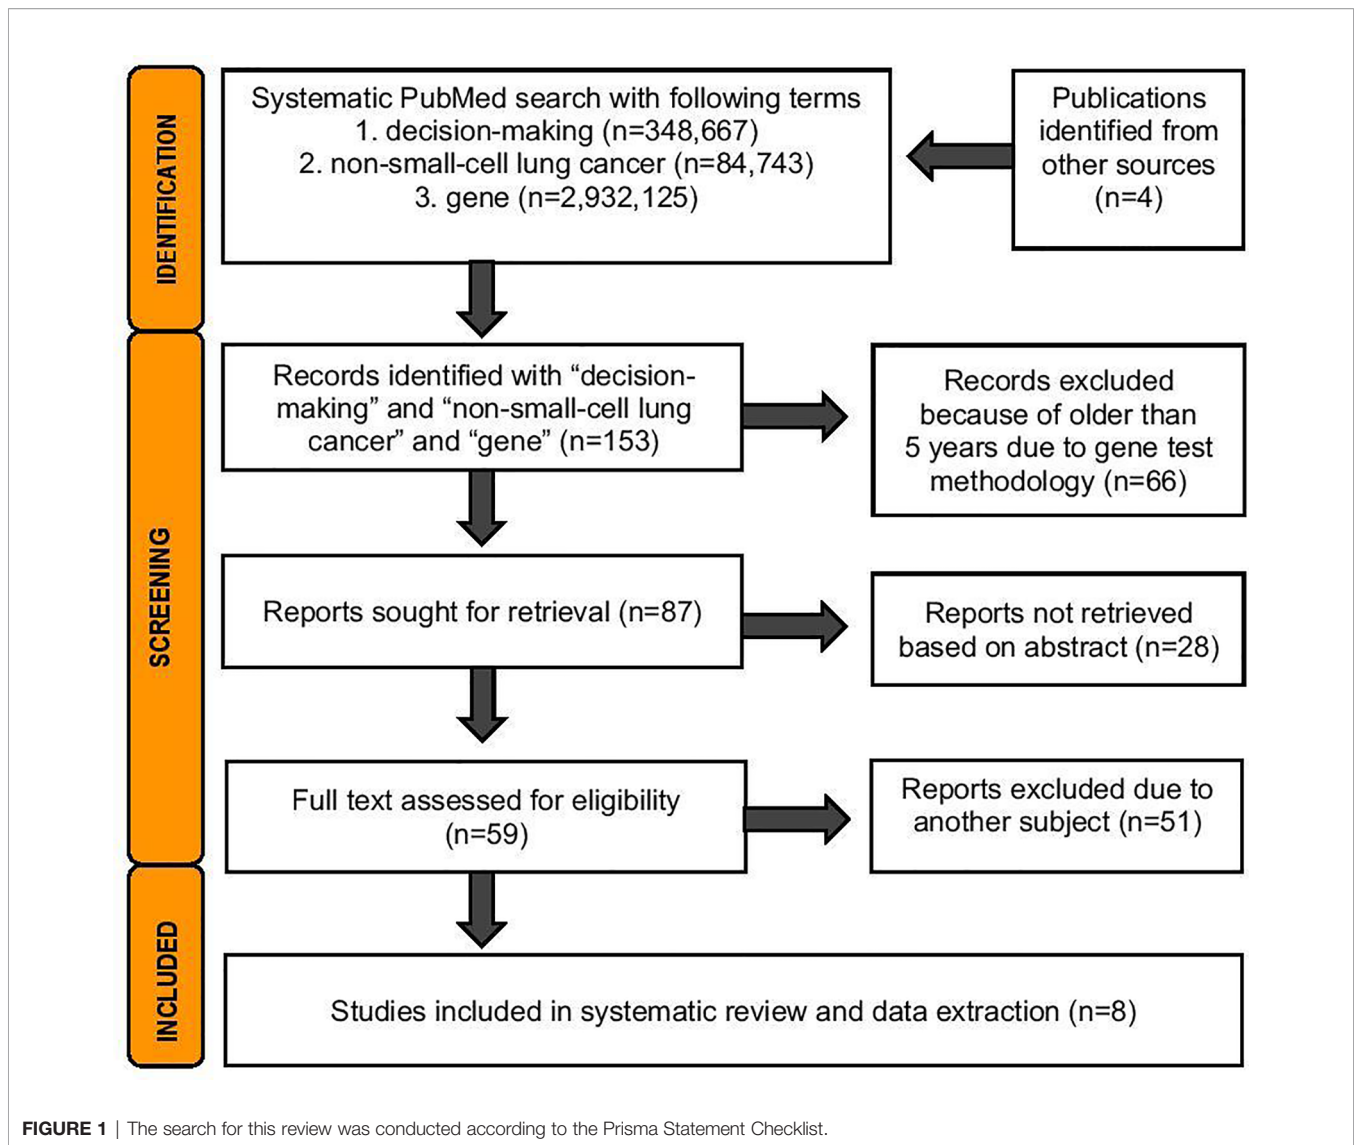 IDENTIFICATION
Systematic PubMed search with following terms
1. decision-making (n=348,667)
2. non-small-cell lung cancer (n=84,743)
3. gene (n=2,932,125)
Publications
identified from
other sources
(n=4)
SCREENING
Records identified with “decision-
making” and “non-small-cell lung
cancer” and “gene” (n=153)
Records excluded
because of older than
5 years due to gene test
methodology (n=66)
Reports sought for retrieval (n=87)
Reports not retrieved
based on abstract (n=28)
Full text assessed for eligibility
(n=59)
Reports excluded due to
another subject (n=51)
INCLUDED
Studies included in systematic review and data extraction (n=8)
FIGURE 1 | The search for this review was conducted according to the Prisma Statement Checklist.